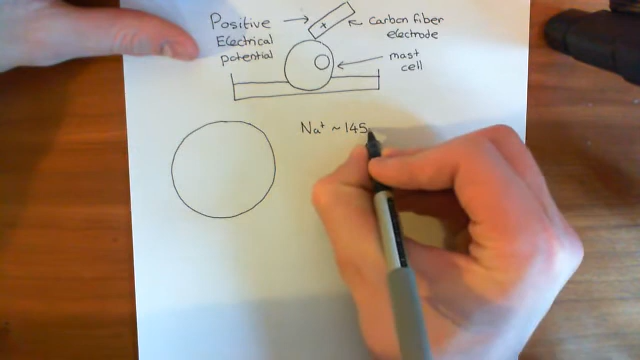 Positive
Electrical
potential
+
Carbon fiber
electrode
mast
cell
Na⁺ ~ 145